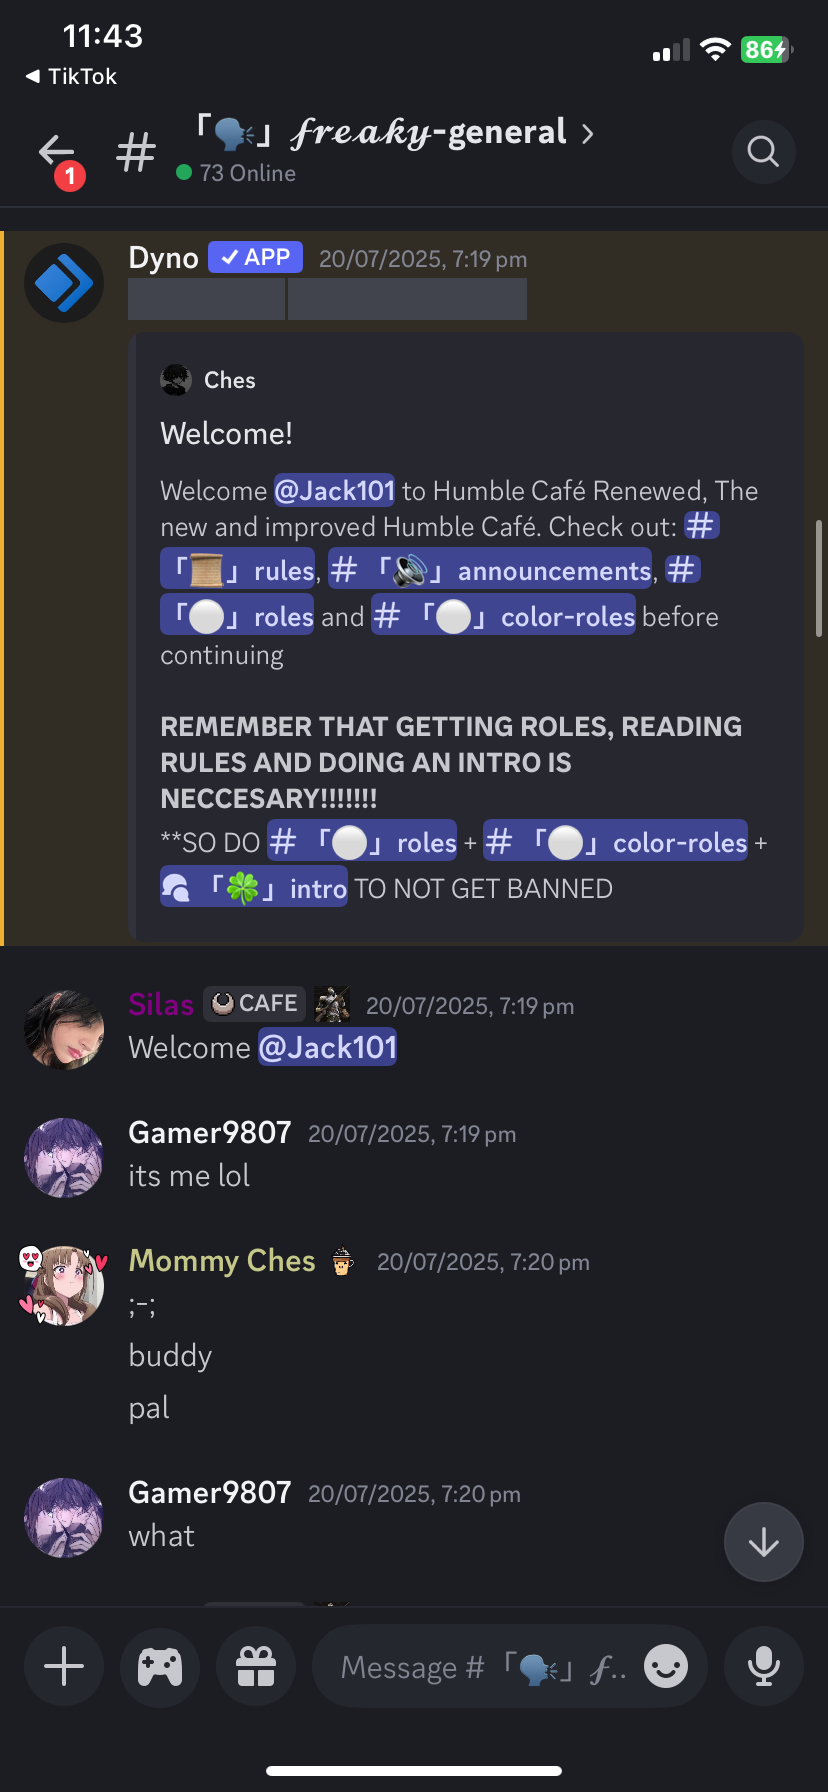 11:43
86
◀ TikTok
# 「🗣️」𝒻𝓇𝑒𝒶𝓀𝓎-general >
1
73 Online
Dyno ✓ APP 20/07/2025, 7:19 pm
Ches
Welcome!
Welcome @Jack101 to Humble Café Renewed, The
new and improved Humble Café. Check out: #
「📜」rules, # 「🔊」announcements, #
「⚪」roles and # 「⚪」color-roles before
continuing
REMEMBER THAT GETTING ROLES, READING
RULES AND DOING AN INTRO IS
NECCESARY!!!!!!!
**SO DO # 「⚪」roles + # 「⚪」color-roles +
「🍀」intro TO NOT GET BANNED
Silas CAFE 20/07/2025, 7:19 pm
Welcome @Jack101
Gamer9807 20/07/2025, 7:19 pm
its me lol
Mommy Ches 20/07/2025, 7:20 pm
;-;
buddy
pal
Gamer9807 20/07/2025, 7:20 pm
what
Message # 「🗣️」𝒻..